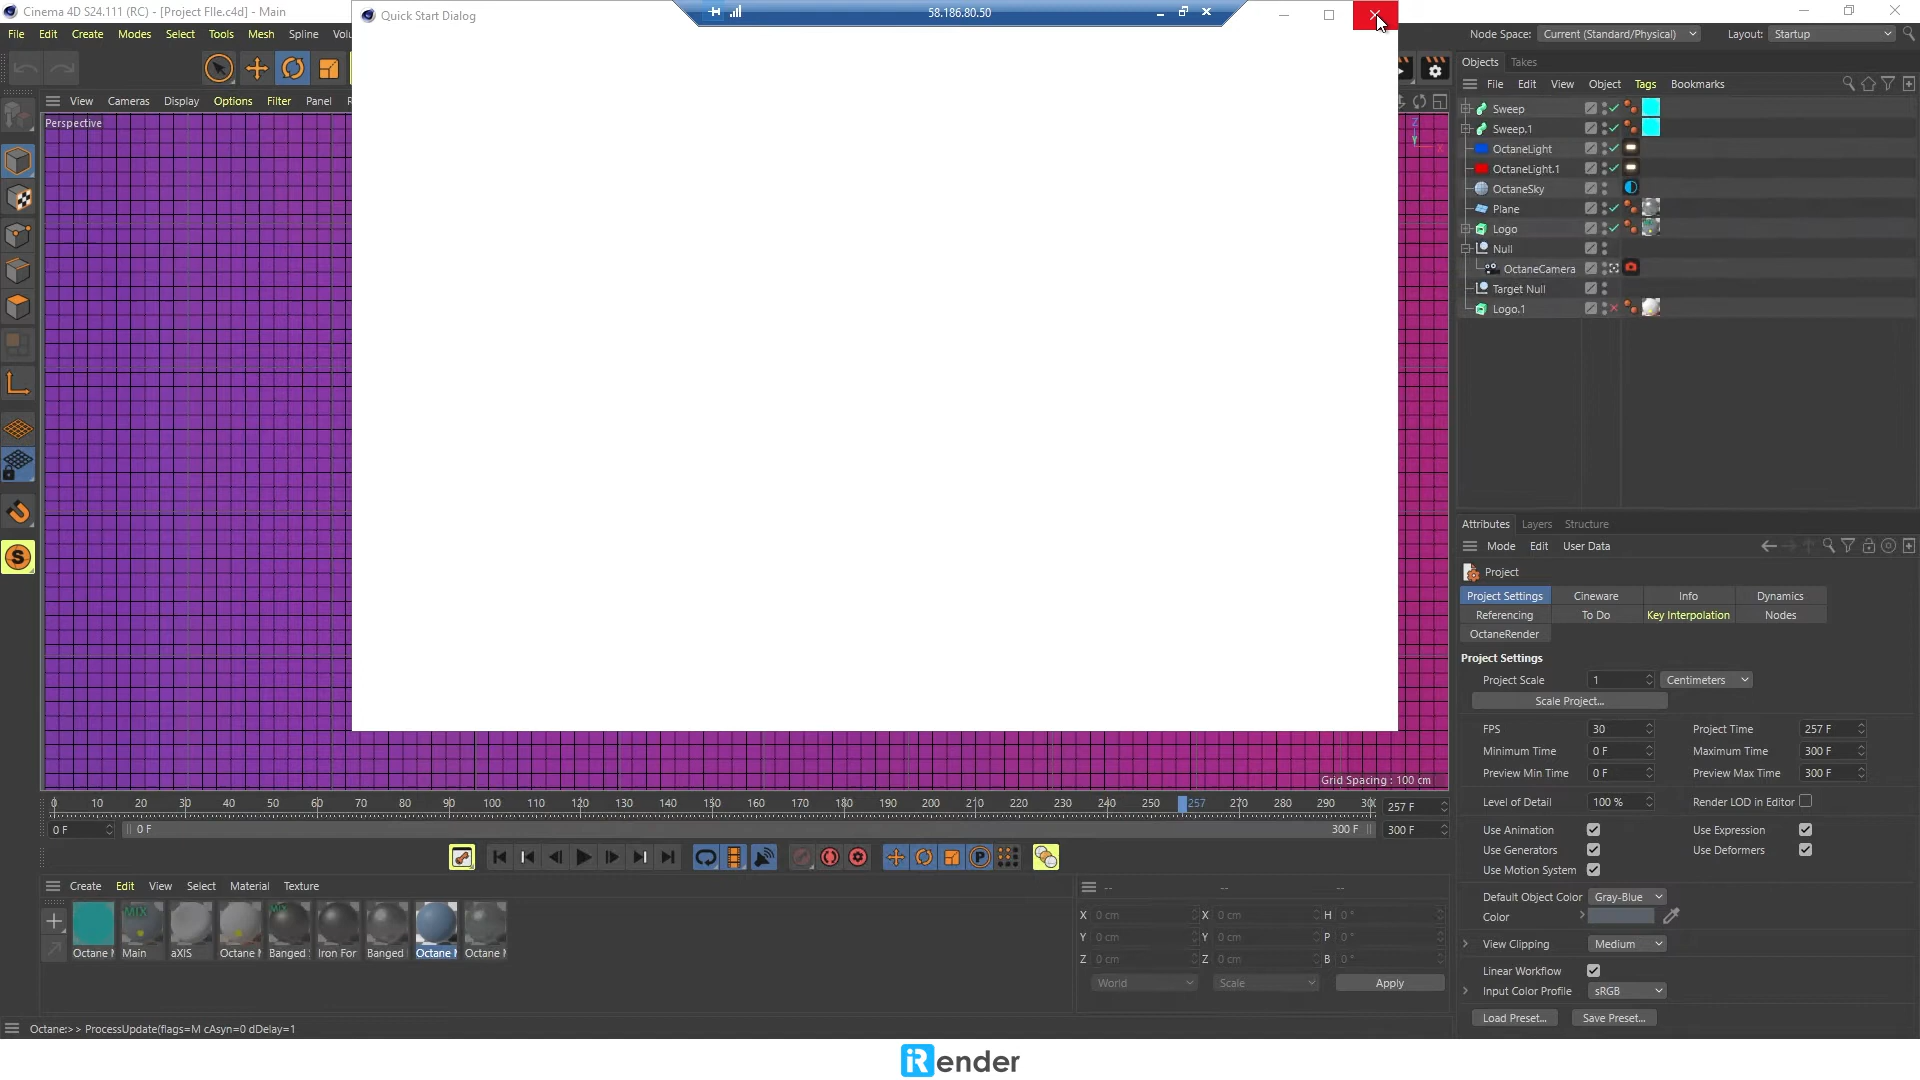 Cinema 4D S24.111 (RC) - [Project FIle.c4d] - Main
Quick Start Dialog
58.186.80.50
File Edit Create Modes Select Tools Mesh Spline
Node Space: Current (Standard/Physical) Layout: Startup
View Cameras Display Options Filter Panel
Perspective
Z
X
Objects Takes
File Edit View Object Tags Bookmarks
Sweep
Sweep.1
OctaneLight
OctaneLight.1
OctaneSky
Plane
Logo
Null
OctaneCamera
Target Null
Logo.1
Attributes Layers Structure
Mode Edit User Data
Project
Project Settings Cineware Info Dynamics
Referencing To Do Key Interpolation Nodes
OctaneRender
Project Settings
Project Scale 1 Centimeters
Scale Project...
FPS 30 Project Time 257 F
Minimum Time 0 F Maximum Time 300 F
Preview Min Time 0 F Preview Max Time 300 F
Level of Detail 100 % Render LOD in Editor
Use Animation Use Expression
Use Generators Use Deformers
Use Motion System
Default Object Color Gray-Blue
Color
View Clipping Medium
Linear Workflow
Input Color Profile sRGB
Load Preset... Save Preset...
Grid Spacing : 100 cm
0 10 20 30 40 50 60 70 80 90 100 110 120 130 140 150 160 170 180 190 200 210 220 230 240 257 270 280 290 257 F
0 F 0 F 300 F 300 F
Create Edit View Select Material Texture
-- -- --
MIX MIX
Main aXIS Banged Iron For Banged
X 0 cm X 0 cm H 0 °
Y 0 cm Y 0 cm P 0 °
Z 0 cm Z 0 cm B 0 °
World Scale Apply
Octane:>> ProcessUpdate(flags=M cAsyn=0 dDelay=1
iRender